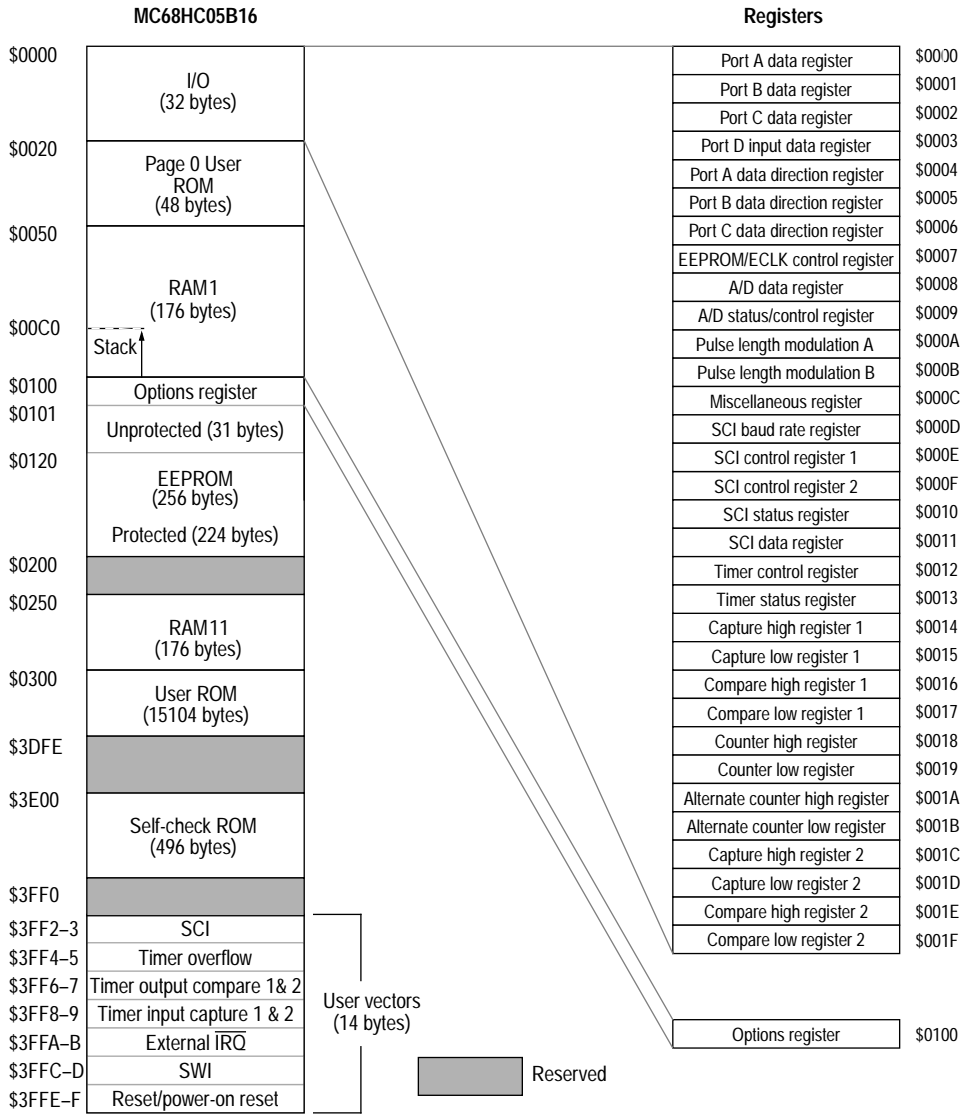 MC68HC05B16
$0000
I/O
(32 bytes)
$0020
Page 0 User
ROM
(48 bytes)
$0050
RAM1
(176 bytes)
$00C0
Stack
$0100
Options register
$0101
Unprotected (31 bytes)
$0120
EEPROM
(256 bytes)
Protected (224 bytes)
$0200
$0250
RAM11
(176 bytes)
$0300
User ROM
(15104 bytes)
$3DFE
$3E00
Self-check ROM
(496 bytes)
$3FF0
$3FF2–3 SCI
$3FF4–5 Timer overflow
$3FF6–7 Timer output compare 1& 2
$3FF8–9 Timer input capture 1 & 2
$3FFA–B External IRQ
$3FFC–D SWI
$3FFE–F Reset/power-on reset
User vectors
(14 bytes)
Reserved
Registers
Port A data register $0000
Port B data register $0001
Port C data register $0002
Port D input data register $0003
Port A data direction register $0004
Port B data direction register $0005
Port C data direction register $0006
EEPROM/ECLK control register $0007
A/D data register $0008
A/D status/control register $0009
Pulse length modulation A $000A
Pulse length modulation B $000B
Miscellaneous register $000C
SCI baud rate register $000D
SCI control register 1 $000E
SCI control register 2 $000F
SCI status register $0010
SCI data register $0011
Timer control register $0012
Timer status register $0013
Capture high register 1 $0014
Capture low register 1 $0015
Compare high register 1 $0016
Compare low register 1 $0017
Counter high register $0018
Counter low register $0019
Alternate counter high register $001A
Alternate counter low register $001B
Capture high register 2 $001C
Capture low register 2 $001D
Compare high register 2 $001E
Compare low register 2 $001F
Options register $0100